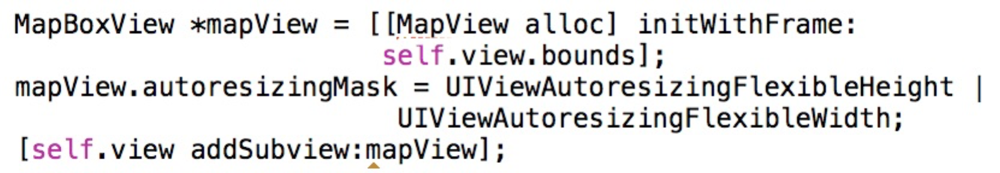 MapBoxView *mapView = [[MapView alloc] initWithFrame:
self.view.bounds];
mapView.autoresizingMask = UIViewAutoresizingFlexibleHeight |
UIViewAutoresizingFlexibleWidth;
[self.view addSubview:mapView];